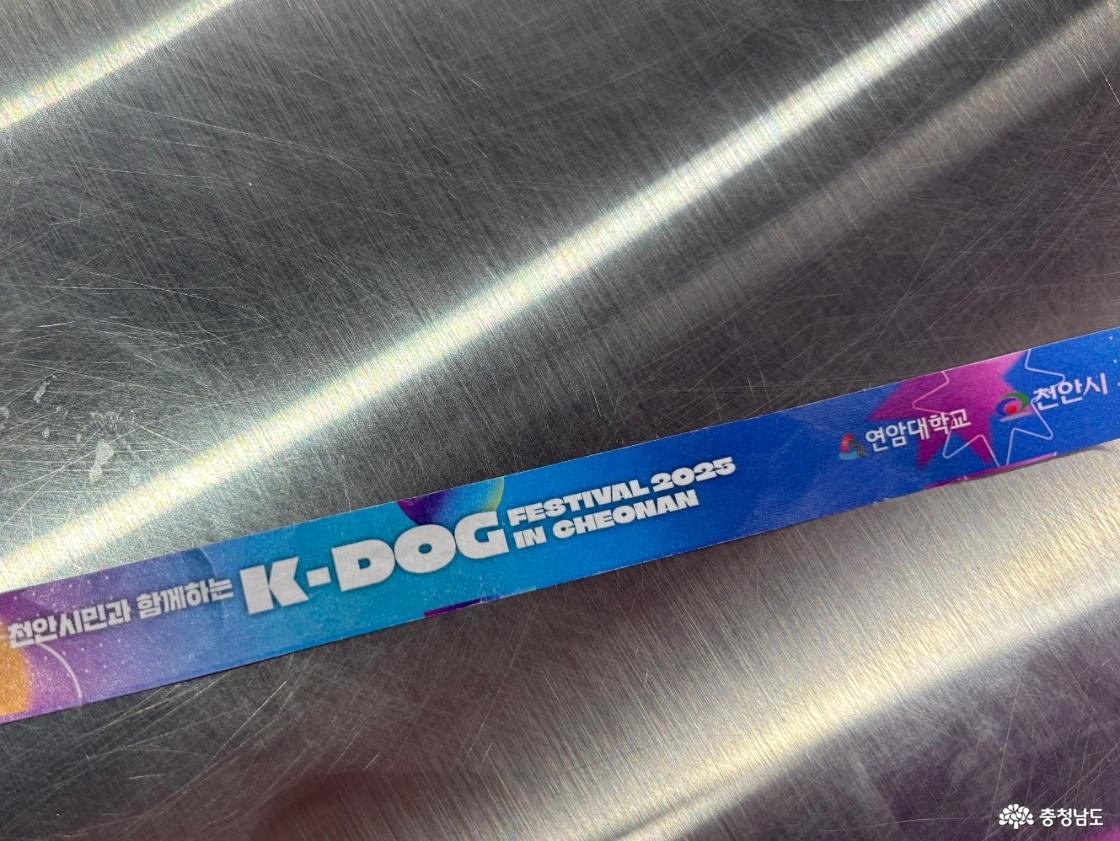 천안시민과 함께하는
K-DOG
FESTIVAL 2025
IN CHEONAN
연암대학교
천안시
충청남도